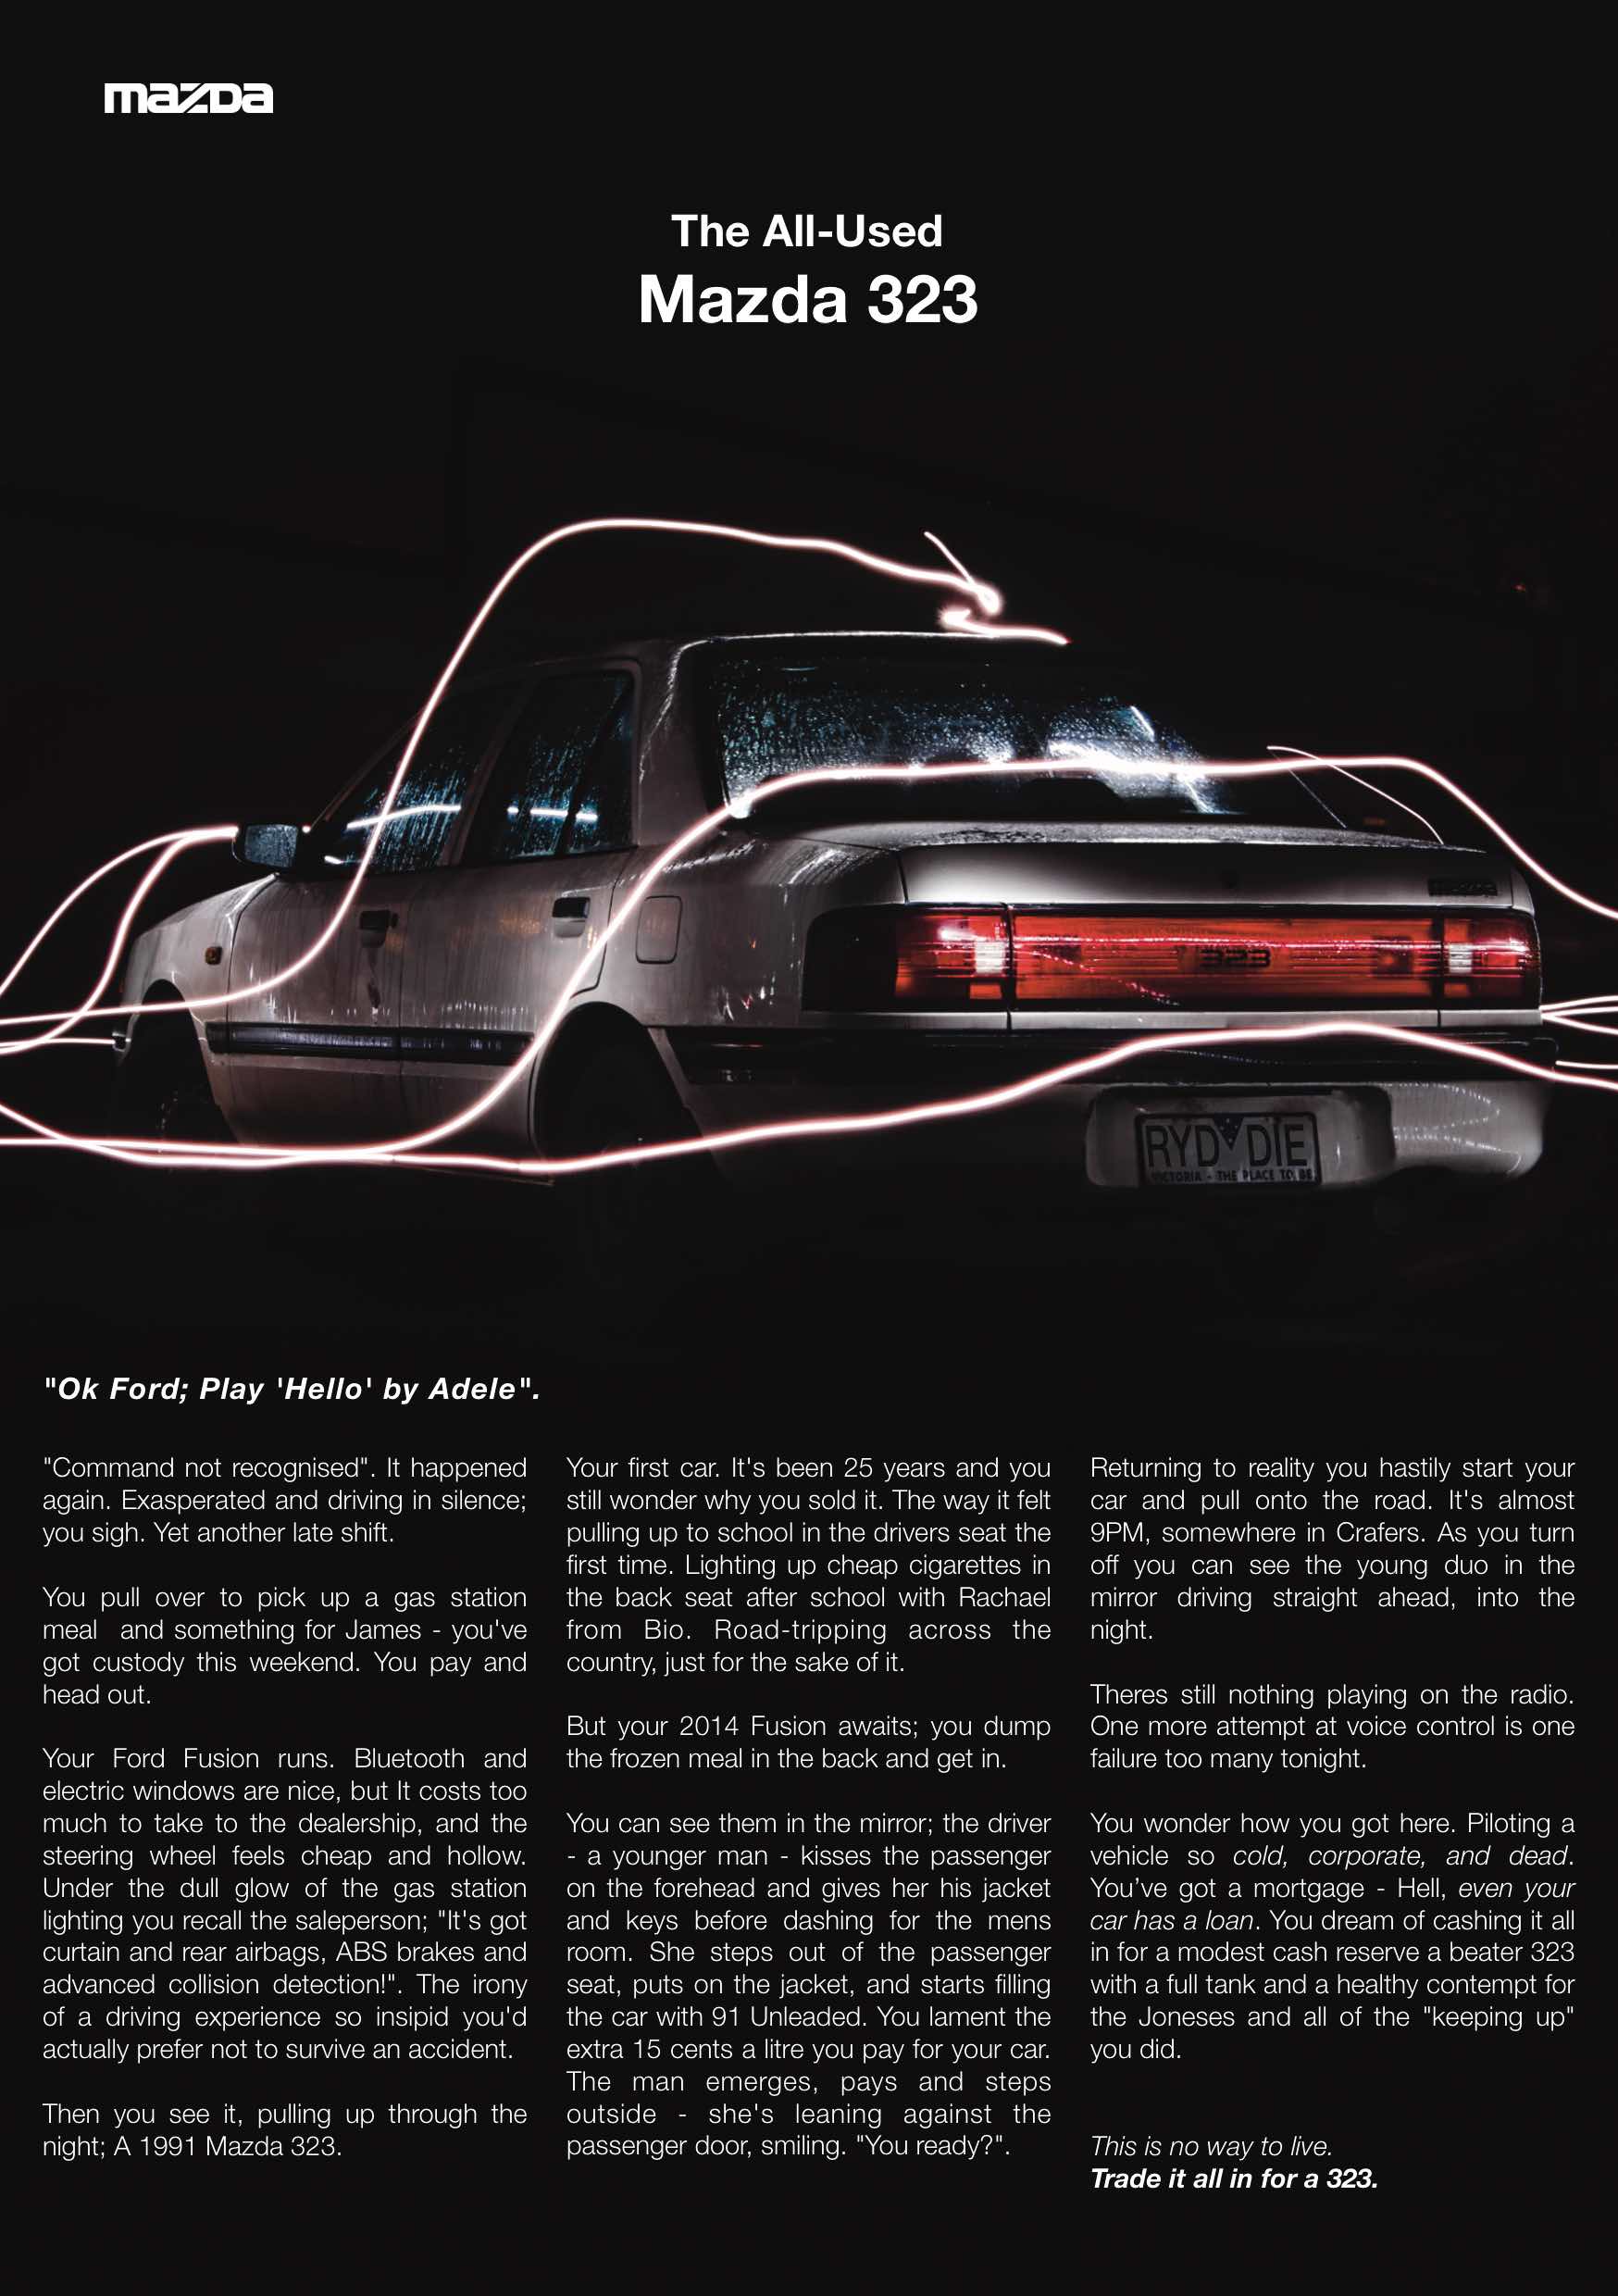 mazda
The All-Used
Mazda 323
323
RYD DIE
VICTORIA - THE PLACE TO BE
"Ok Ford; Play 'Hello' by Adele".
"Command not recognised". It happened
again. Exasperated and driving in silence;
you sigh. Yet another late shift.
You pull over to pick up a gas station
meal and something for James - you've
got custody this weekend. You pay and
head out.
Your Ford Fusion runs. Bluetooth and
electric windows are nice, but It costs too
much to take to the dealership, and the
steering wheel feels cheap and hollow.
Under the dull glow of the gas station
lighting you recall the saleperson; "It's got
curtain and rear airbags, ABS brakes and
advanced collision detection!". The irony
of a driving experience so insipid you'd
actually prefer not to survive an accident.
Then you see it, pulling up through the
night; A 1991 Mazda 323.
Your first car. It's been 25 years and you
still wonder why you sold it. The way it felt
pulling up to school in the drivers seat the
first time. Lighting up cheap cigarettes in
the back seat after school with Rachael
from Bio. Road-tripping across the
country, just for the sake of it.
But your 2014 Fusion awaits; you dump
the frozen meal in the back and get in.
You can see them in the mirror; the driver
- a younger man - kisses the passenger
on the forehead and gives her his jacket
and keys before dashing for the mens
room. She steps out of the passenger
seat, puts on the jacket, and starts filling
the car with 91 Unleaded. You lament the
extra 15 cents a litre you pay for your car.
The man emerges, pays and steps
outside - she's leaning against the
passenger door, smiling. "You ready?".
Returning to reality you hastily start your
car and pull onto the road. It's almost
9PM, somewhere in Crafers. As you turn
off you can see the young duo in the
mirror driving straight ahead, into the
night.
Theres still nothing playing on the radio.
One more attempt at voice control is one
failure too many tonight.
You wonder how you got here. Piloting a
vehicle so cold, corporate, and dead.
You’ve got a mortgage - Hell, even your
car has a loan. You dream of cashing it all
in for a modest cash reserve a beater 323
with a full tank and a healthy contempt for
the Joneses and all of the "keeping up"
you did.
This is no way to live.
Trade it all in for a 323.